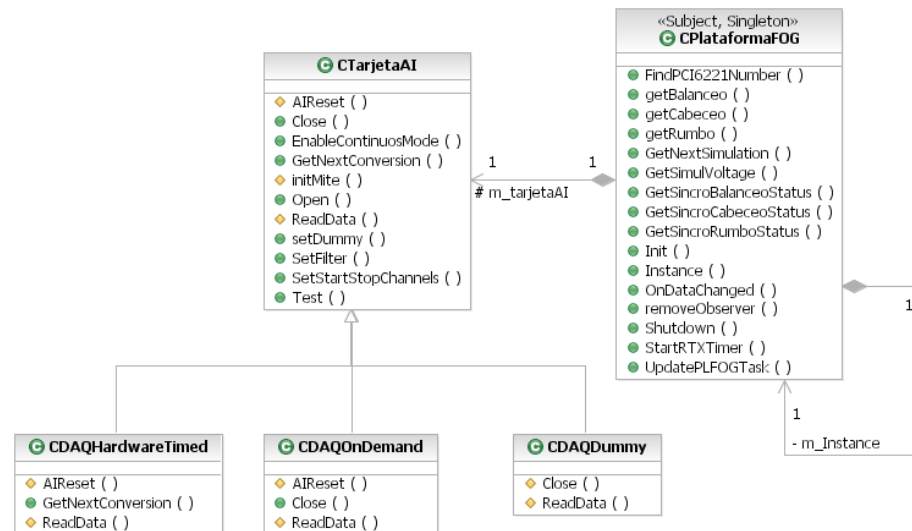 «Subject, Singleton»
CPlataformaFOG
FindPCI6221Number ( )
getBalanceo ( )
getCabeceo ( )
getRumbo ( )
GetNextSimulation ( )
GetSimulVoltage ( )
GetSincroBalanceoStatus ( )
GetSincroCabeceoStatus ( )
GetSincroRumboStatus ( )
Init ( )
Instance ( )
OnDataChanged ( )
removeObserver ( )
Shutdown ( )
StartRTXTimer ( )
UpdatePLFOGTask ( )
CTarjetaAI
AIReset ( )
Close ( )
EnableContinuosMode ( )
GetNextConversion ( )
initMite ( )
Open ( )
ReadData ( )
setDummy ( )
SetFilter ( )
SetStartStopChannels ( )
Test ( )
1 1
# m_tarjetaAI
1
1
- m_Instance
CDAQHardwareTimed
AIReset ( )
GetNextConversion ( )
ReadData ( )
CDAQOnDemand
AIReset ( )
Close ( )
ReadData ( )
CDAQDummy
Close ( )
ReadData ( )